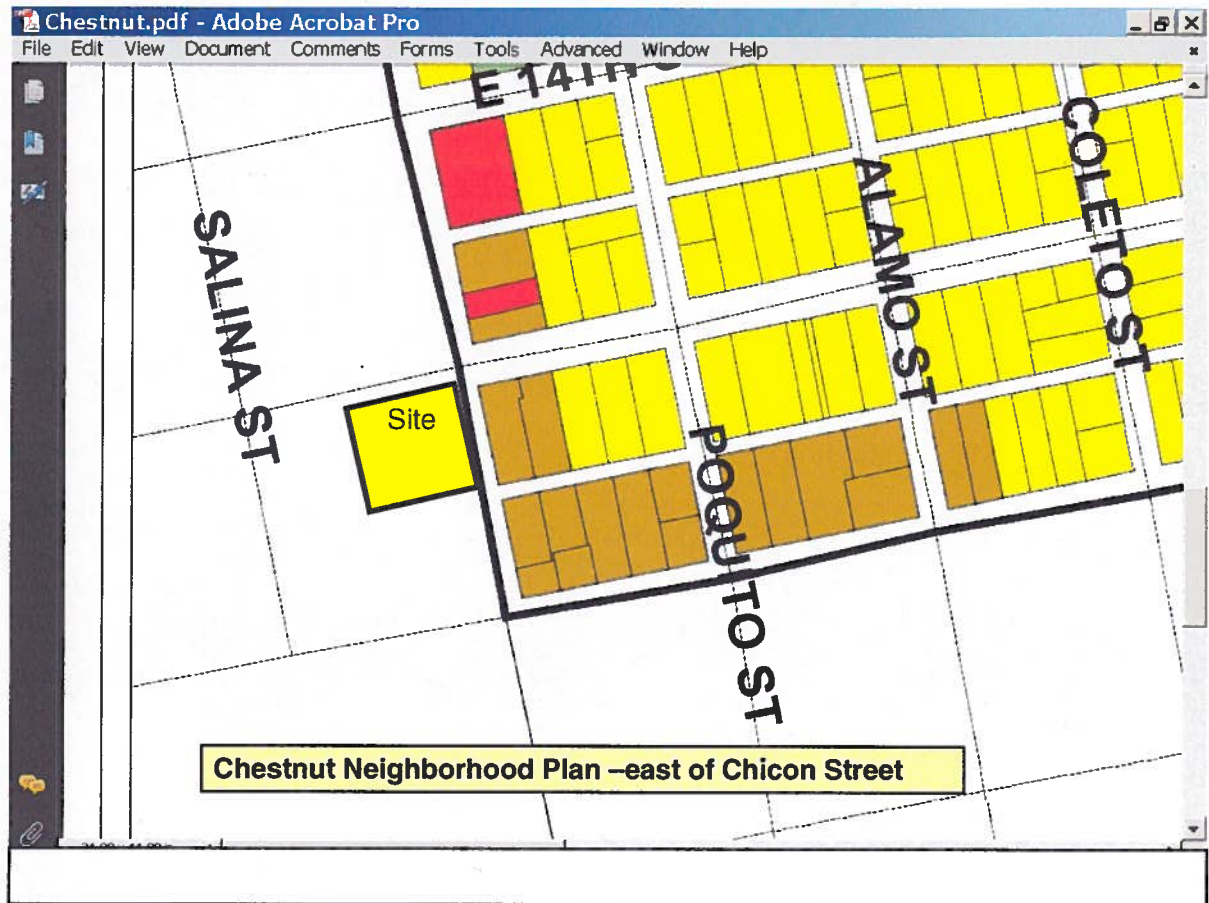 Chestnut.pdf - Adobe Acrobat Pro
File Edit View Document Comments Forms Tools Advanced Window Help
E 14TH S
SALINA ST
COLETO ST
ALAMO ST
Site
POQUITO ST
Chestnut Neighborhood Plan –east of Chicon Street